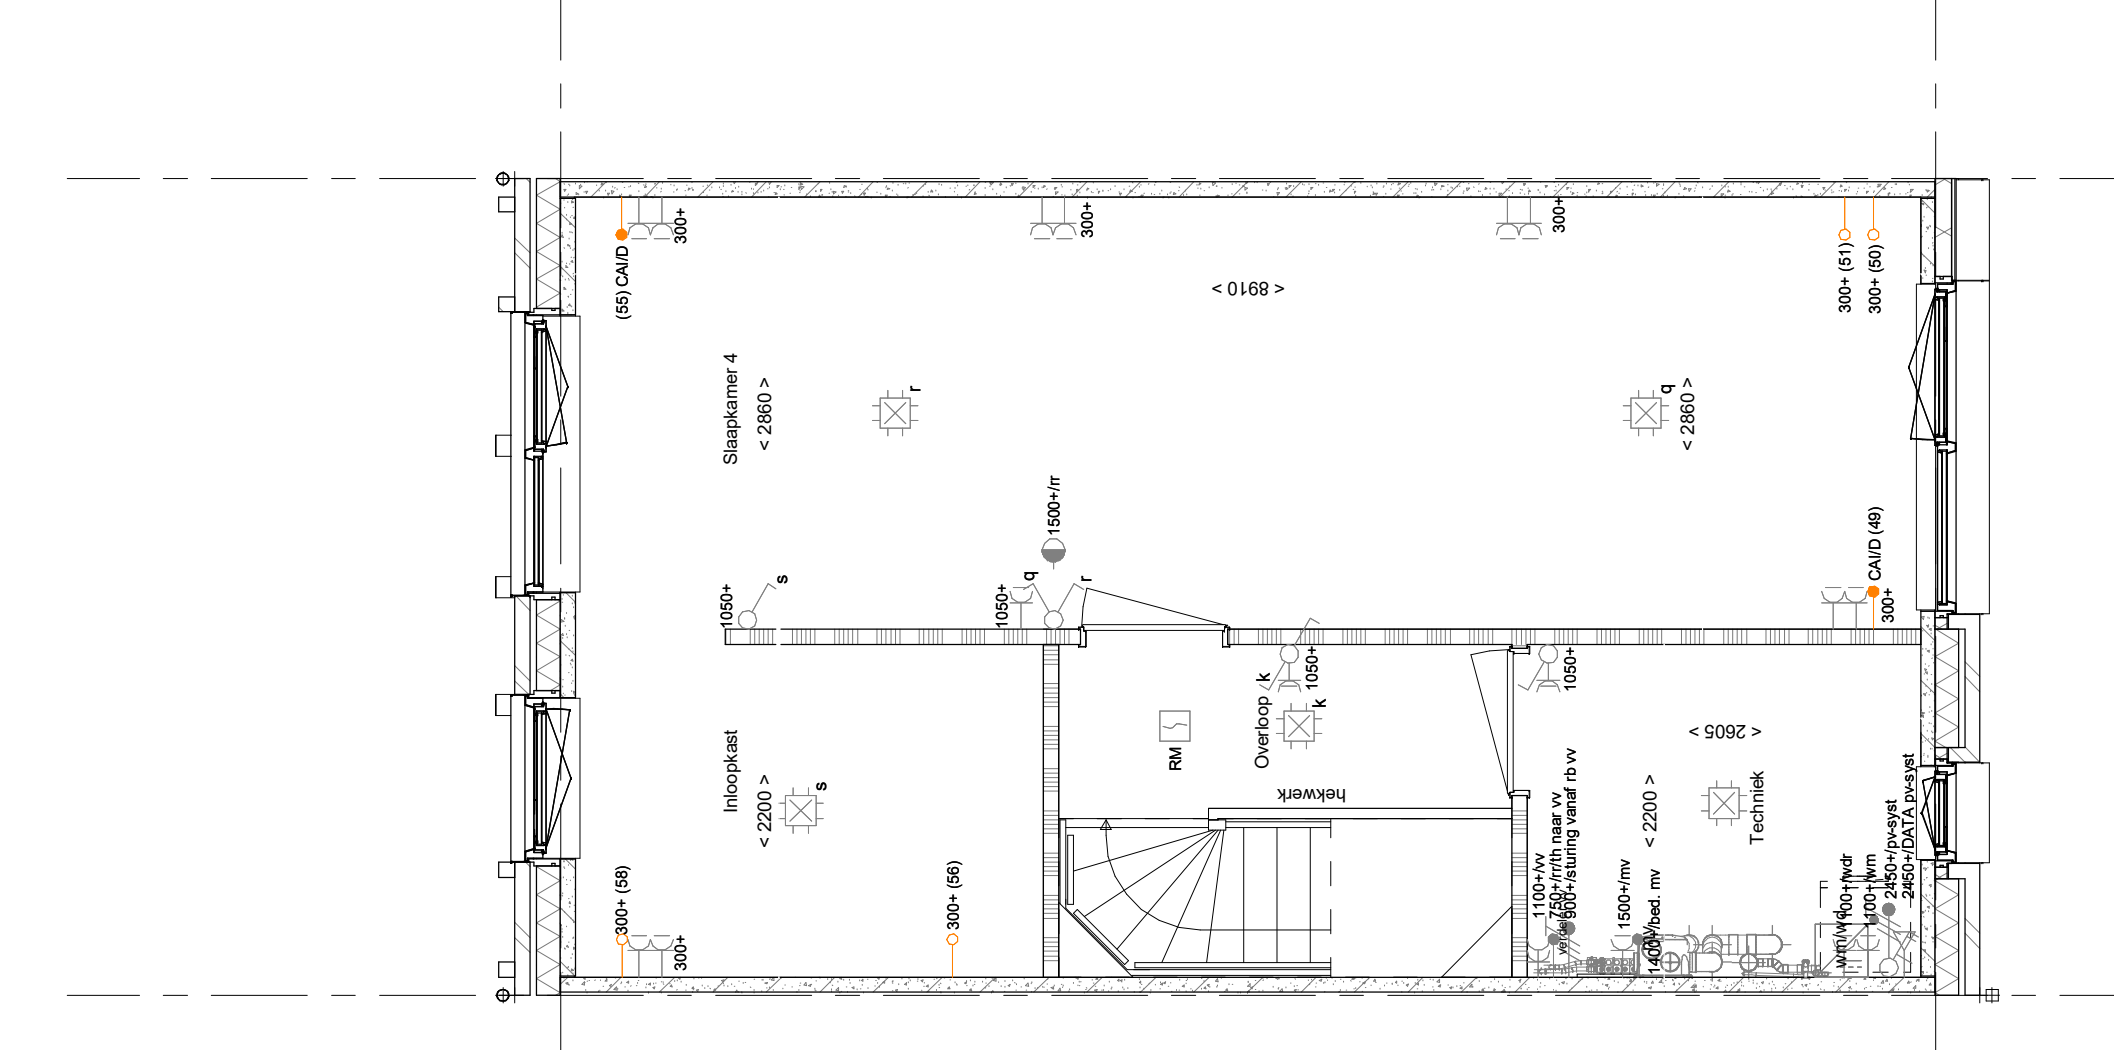 300+
300+
300+
(55) CAI/D
300+ (51)
300+ (50)
< 8910 >
Slaapkamer 4
< 2860 >
r
q
< 2860 >
1500+/rr
1050+
s
1050+
q
r
CAI/D (49)
300+
1050+
k
k
1050+
Overloop
RM
hekwerk
Inloopkast
< 2200 >
s
< 2605 >
< 2200 >
Techniek
300+ (58)
300+
300+ (56)
1100+/vv
750+/rr/th naar vv
900+/sturing vanaf rb vv
1500+/mv
1400+/bed. mv
wm/wd
100+/wdr
100+/wm
2450+/pv-syst
2450+/DATA pv-syst